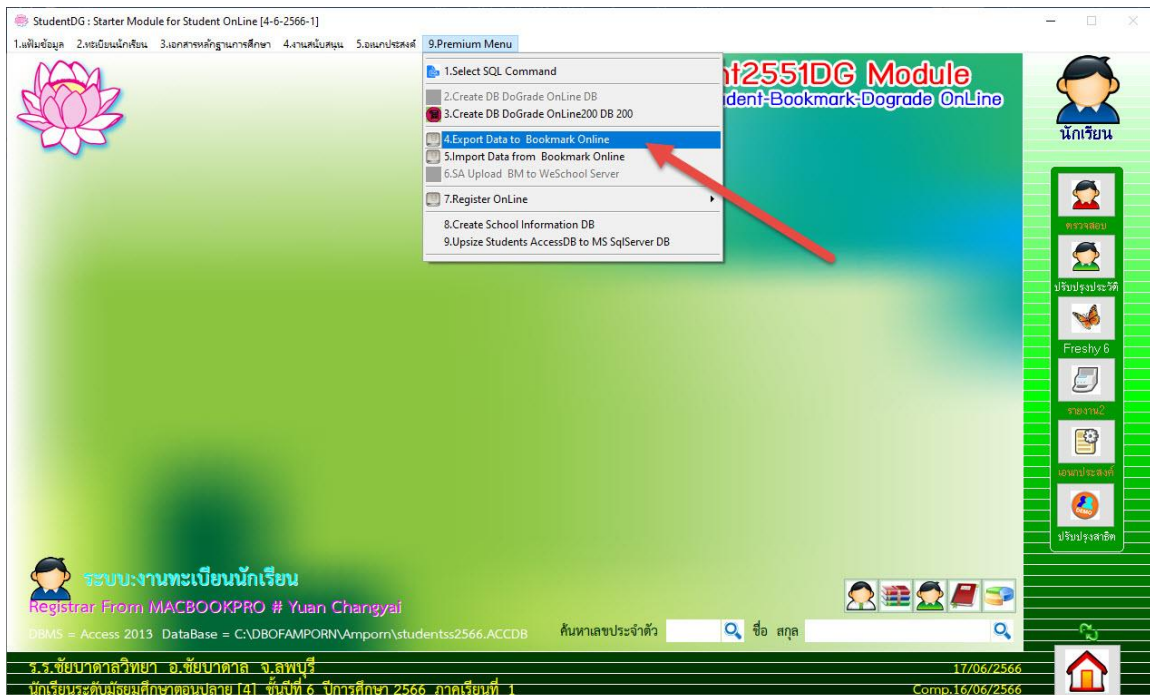 StudentDG : Starter Module for Student OnLine [4-6-2566-1]
1.แฟ้มข้อมูล 2.ทะเบียนนักเรียน 3.เอกสารหลักฐานการศึกษา 4.งานสนับสนุน 5.อเนกประสงค์ 9.Premium Menu
1.Select SQL Command
2.Create DB DoGrade OnLine DB
3.Create DB DoGrade OnLine200 DB 200
4.Export Data to Bookmark Online
5.Import Data from Bookmark Online
6.SA Upload BM to WeSchool Server
7.Register OnLine
8.Create School Information DB
9.Upsize Students AccessDB to MS SqlServer DB
nt2551DG Module
dent-Bookmark-Dograde OnLine
นักเรียน
ตรวจสอบ
ปรับปรุงประวัติ
Freshy 6
รายงาน2
เอนกประสงค์
DEMO
ปรับปรุงสาธิต
ระบบ:งานทะเบียนนักเรียน
Registrar From MACBOOKPRO # Yuan Changyai
DBMS = Access 2013 DataBase = C:\DBOFAMPORN\Amporn\studentss2566.ACCDB
ค้นหาเลขประจำตัว ชื่อ สกุล
ร.ร.ชัยบาดาลวิทยา อ.ชัยบาดาล จ.ลพบุรี 17/06/2566
นักเรียนระดับมัธยมศึกษาตอนปลาย [4] ชั้นปีที่ 6 ปีการศึกษา 2566 ภาคเรียนที่ 1 Comp.16/06/2566